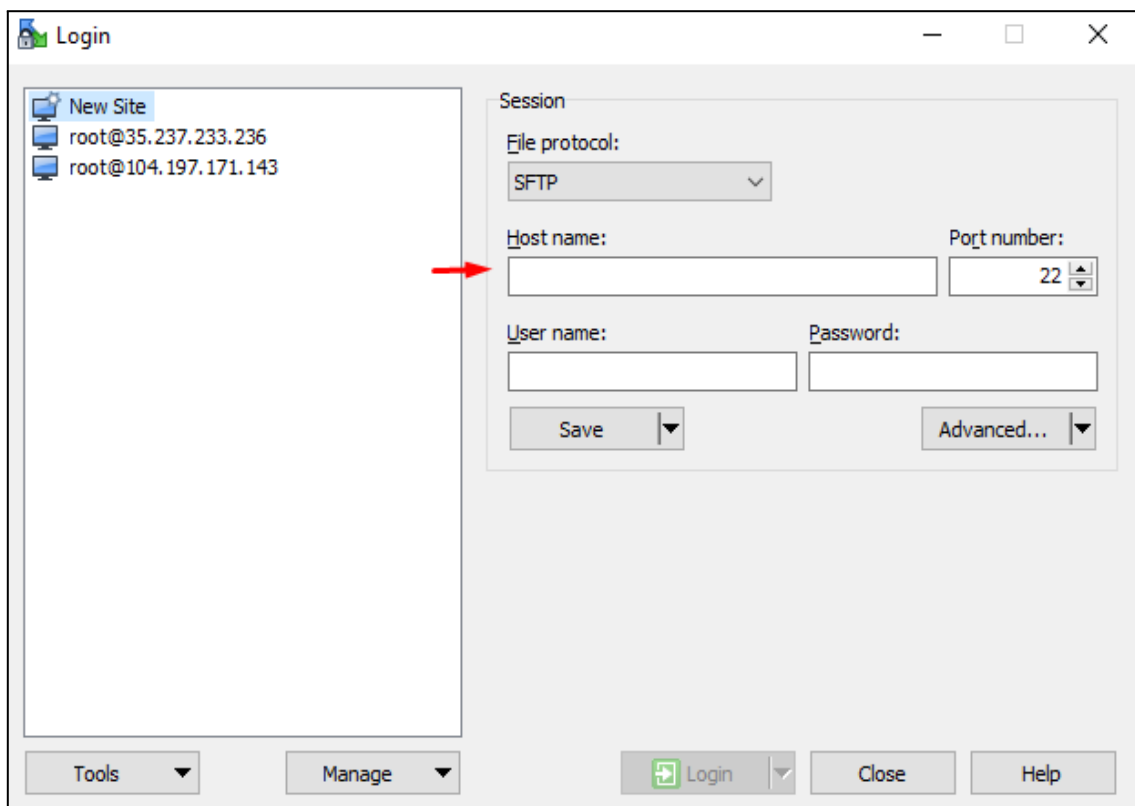 Login
New Site
root@35.237.233.236
root@104.197.171.143
Session
File protocol:
SFTP
Host name:
Port number:
22
User name:
Password:
Save
Advanced...
Tools
Manage
Login
Close
Help